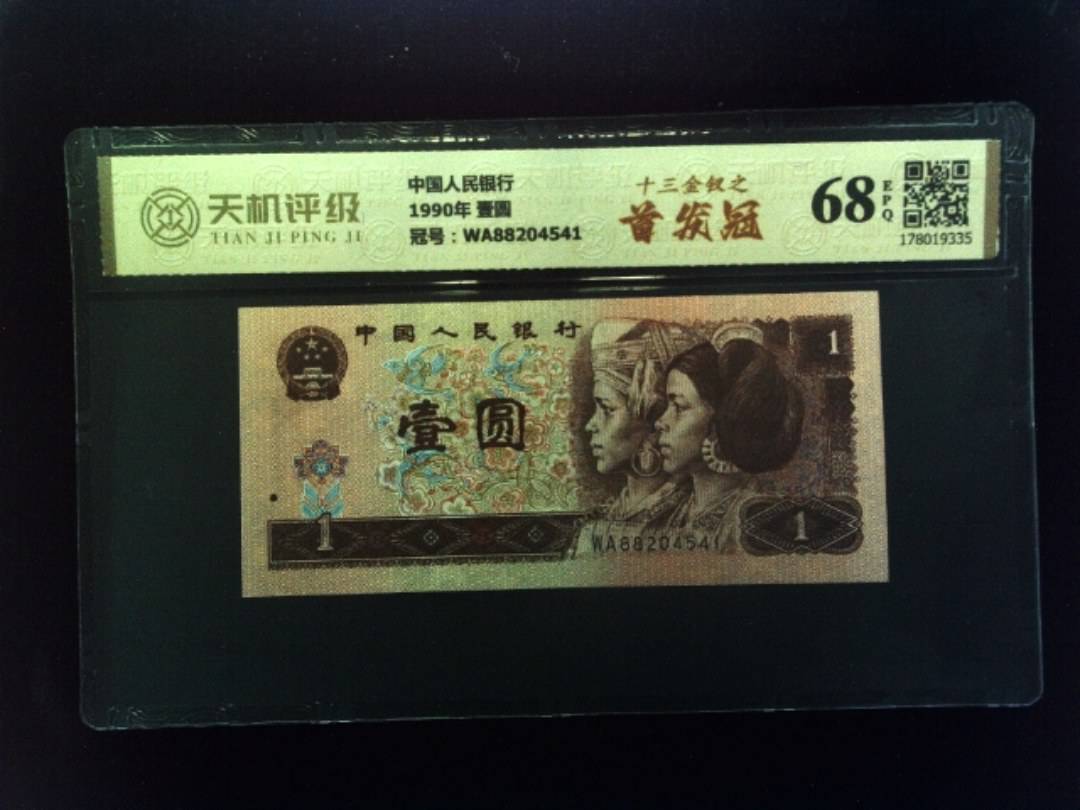 天机评级
TIAN JI PING JI
中国人民银行
1990年 壹圆
冠号：WA88204541
十三金钗之
首发冠
68
EPQ
178019335
中国人民银行
1
壹圆
1
WA88204541
1